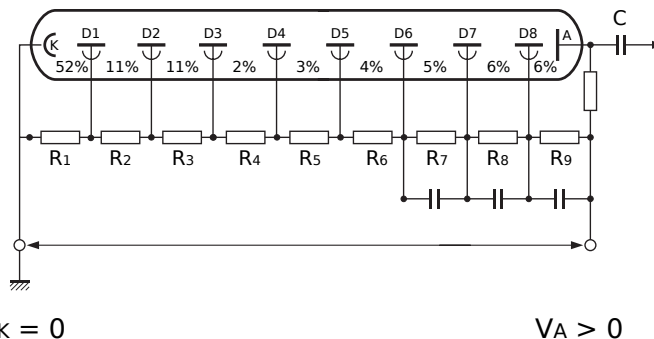 C
K D1 D2 D3 D4 D5 D6 D7 D8 A
52% 11% 11% 2% 3% 4% 5% 6% 6%
R1 R2 R3 R4 R5 R6 R7 R8 R9
K = 0 VA > 0